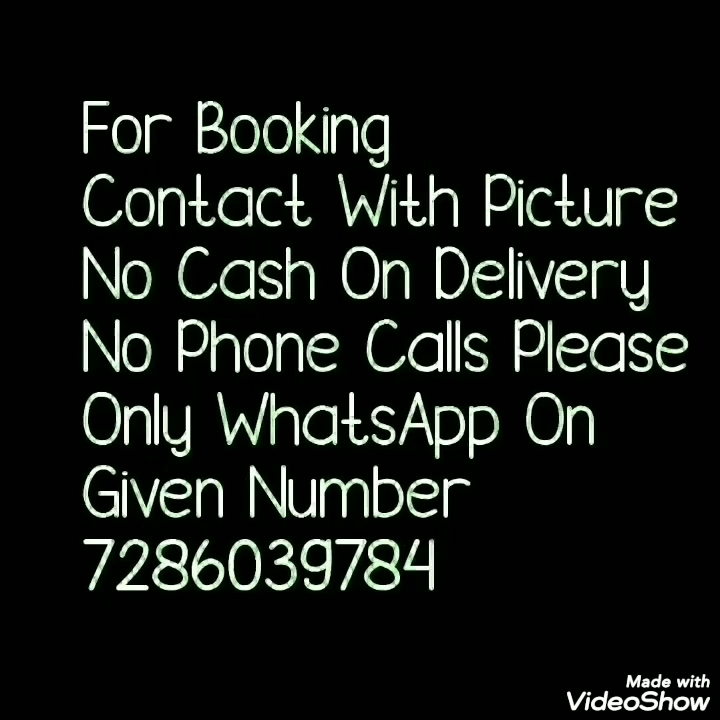 For Booking
Contact With Picture
No Cash On Delivery
No Phone Calls Please
Only WhatsApp On
Given Number
7286039784
Made with
VideoShow